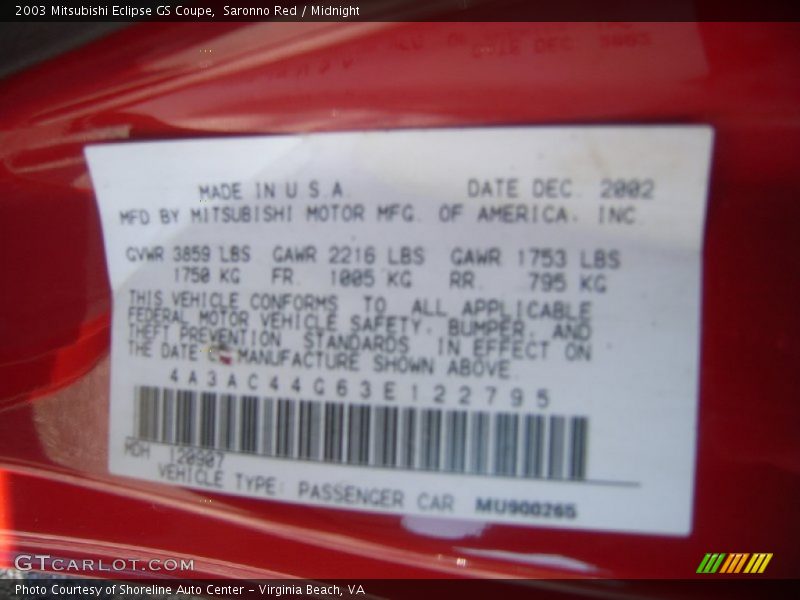 2003 Mitsubishi Eclipse GS Coupe,  Saronno Red / Midnight
MADE IN U S A   DATE DEC. 2002
MFD BY MITSUBISHI MOTOR MFG. OF AMERICA. INC
GVWR 3859 LBS   GAWR 2216 LBS   GAWR 1753 LBS
1750 KG   FR   1005 KG   RR   795 KG
THIS VEHICLE CONFORMS TO ALL APPLICABLE
FEDERAL MOTOR VEHICLE SAFETY, BUMPER, AND
THEFT PREVENTION STANDARDS IN EFFECT ON
THE DATE MANUFACTURE SHOWN ABOVE.
4A3AC44G63E122795
MDH 120907
VEHICLE TYPE: PASSENGER CAR   MU900265
GTCARLOT.COM
Photo Courtesy of Shoreline Auto Center - Virginia Beach, VA